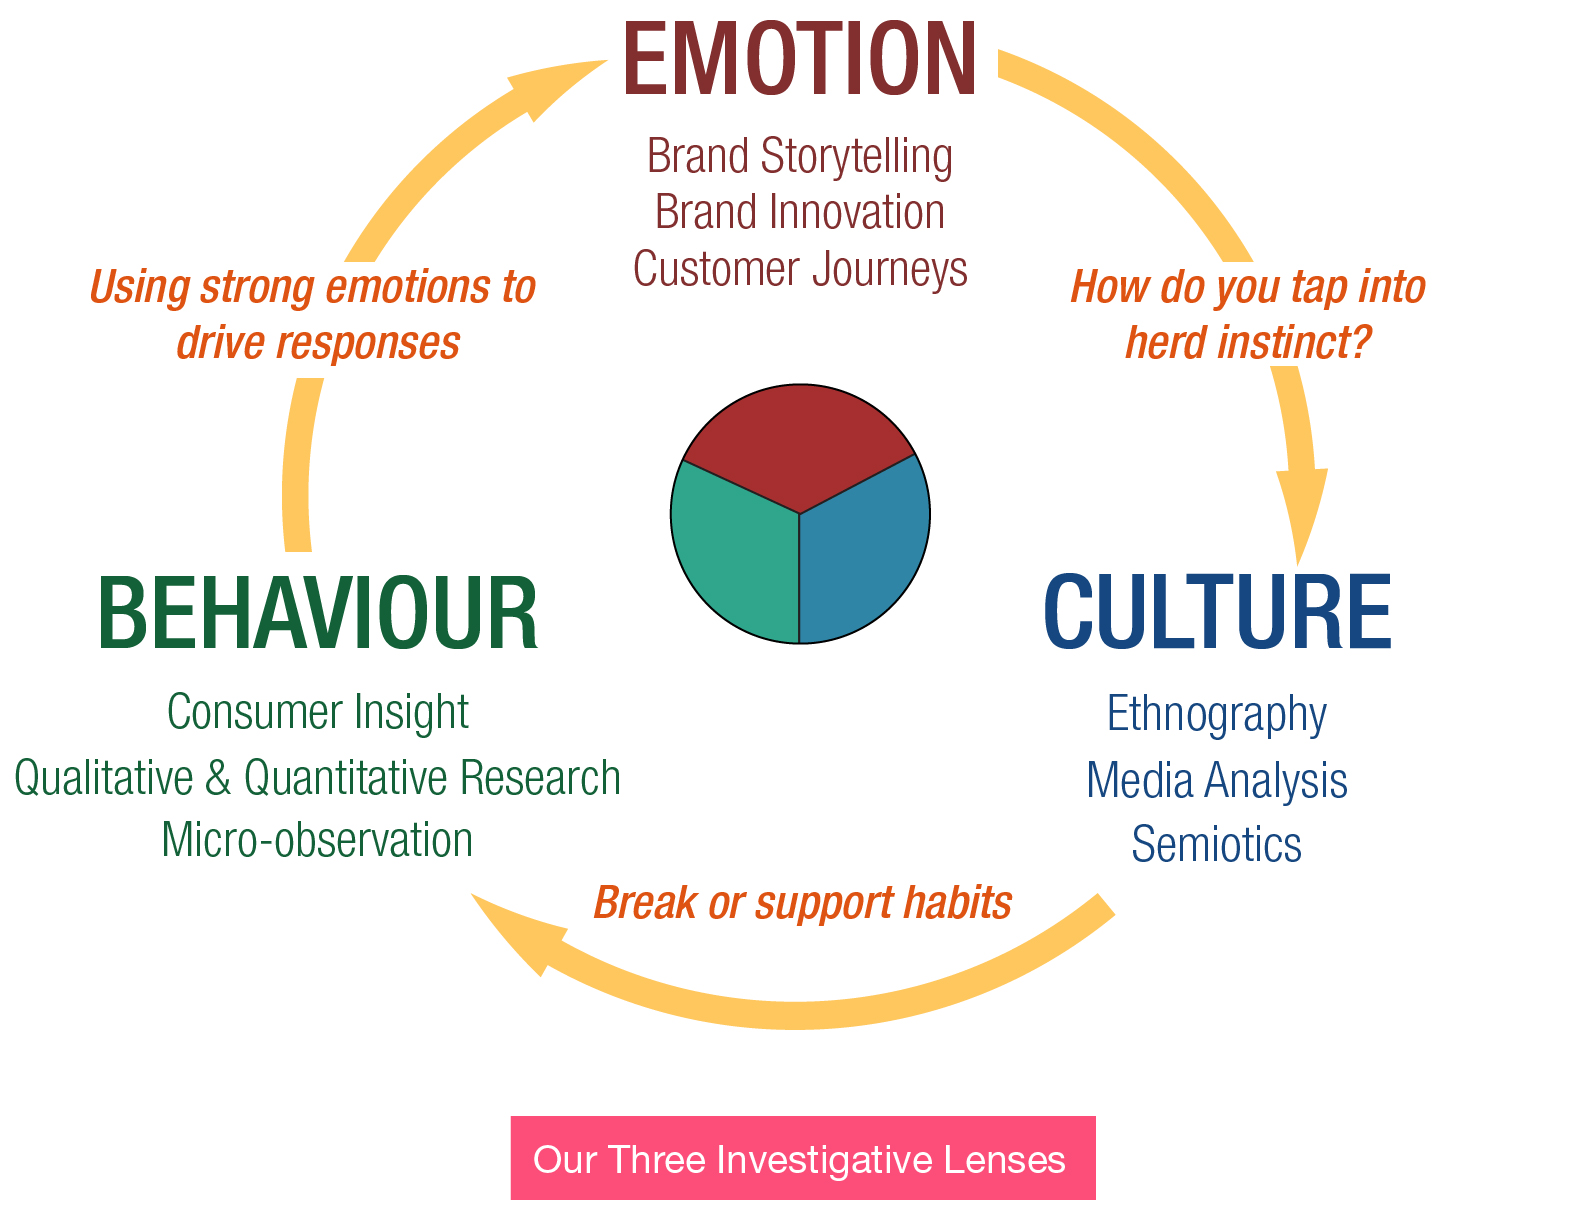 EMOTION
Brand Storytelling
Brand Innovation
Customer Journeys
Using strong emotions to
drive responses
How do you tap into
herd instinct?
BEHAVIOUR
Consumer Insight
Qualitative & Quantitative Research
Micro-observation
CULTURE
Ethnography
Media Analysis
Semiotics
Break or support habits
Our Three Investigative Lenses